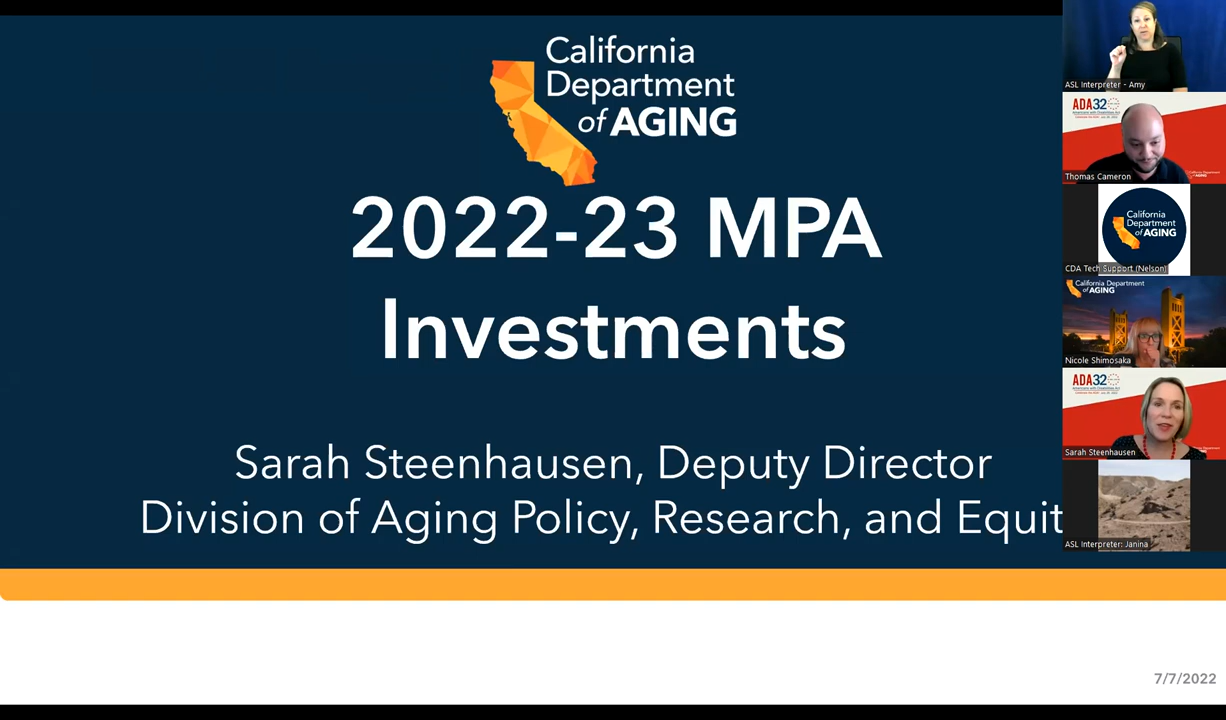 California
Department
of AGING
2022-23 MPA
Investments
Sarah Steenhausen, Deputy Director
Division of Aging Policy, Research, and Equit
7/7/2022
ASL Interpreter - Amy
ADA32
Thomas Cameron
California
Department
of AGING
CDA Tech Support (Nelson)
California Department
of AGING
Nicole Shimosaka
ADA32
Sarah Steenhausen
ASL Interpreter: Janina